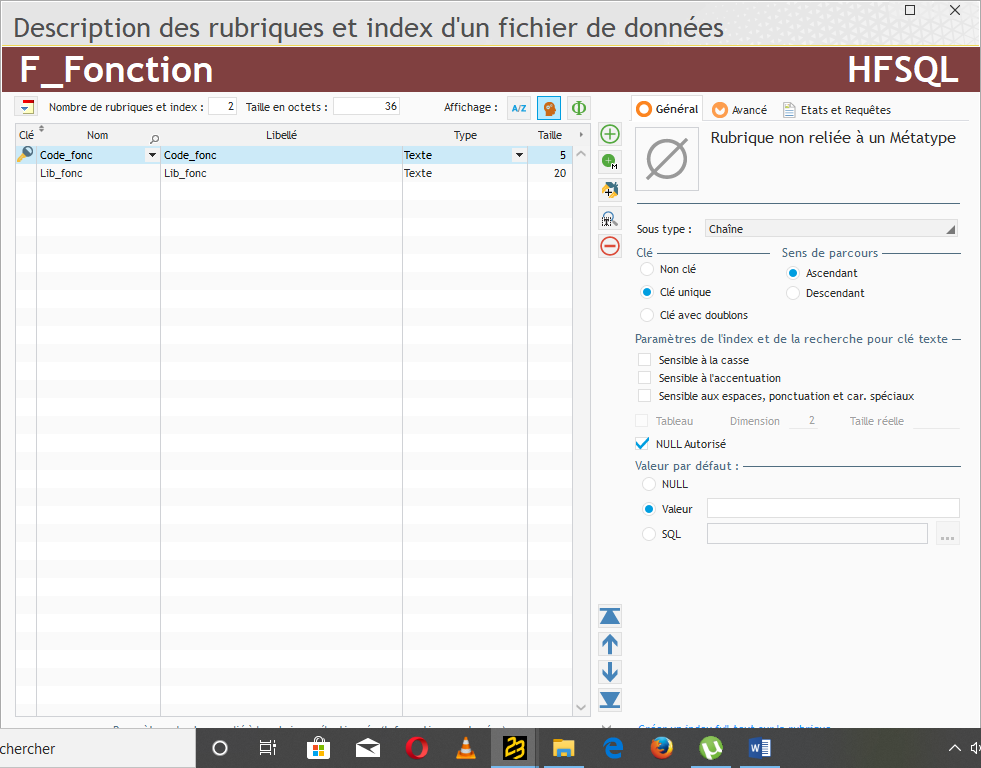 Description des rubriques et index d'un fichier de données
F_Fonction HFSQL
Nombre de rubriques et index : 2 Taille en octets : 36 Affichage : A/Z
Général Avancé Etats et Requêtes
Clé Nom Libellé Type Taille
Code_fonc Code_fonc Texte 5
Lib_fonc Lib_fonc Texte 20
Rubrique non reliée à un Métatype
Sous type : Chaîne
Clé Sens de parcours
Non clé Ascendant
Clé unique Descendant
Clé avec doublons
Paramètres de l'index et de la recherche pour clé texte
Sensible à la casse
Sensible à l'accentuation
Sensible aux espaces, ponctuation et car. spéciaux
Tableau Dimension 2 Taille réelle
NULL Autorisé
Valeur par défaut :
NULL
Valeur
SQL ...
chercher